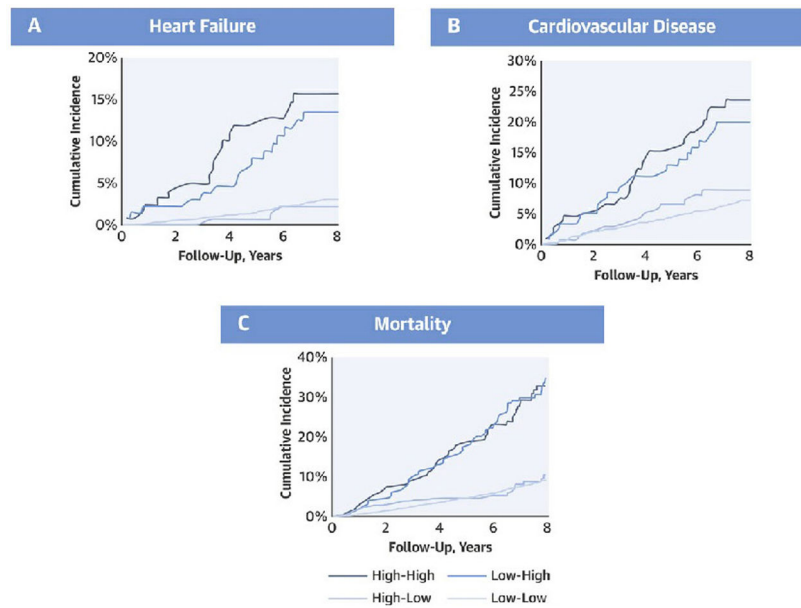 A Heart Failure
20%
15%
10%
5%
0%
Cumulative Incidence
0 2 4 6 8
Follow-Up, Years
B Cardiovascular Disease
30%
25%
20%
15%
10%
5%
0%
Cumulative Incidence
0 2 4 6 8
Follow-Up, Years
C Mortality
40%
30%
20%
10%
0%
Cumulative Incidence
0 2 4 6 8
Follow-Up, Years
High-High Low-High
High-Low Low-Low